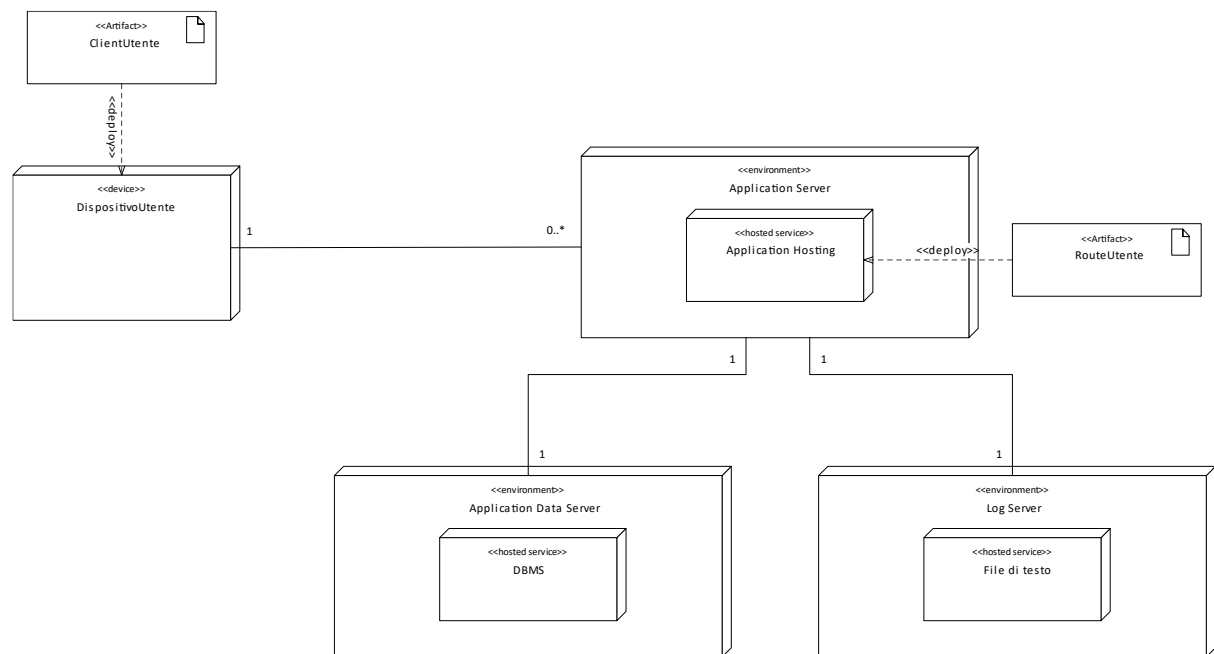 <<Artifact>>
ClientUtente
<<deploy>>
<<device>>
DispositivoUtente
1
0..*
<<environment>>
Application Server
<<hosted service>>
Application Hosting
<<deploy>>
<<Artifact>>
RouteUtente
1
1
1
1
<<environment>>
Application Data Server
<<hosted service>>
DBMS
<<environment>>
Log Server
<<hosted service>>
File di testo